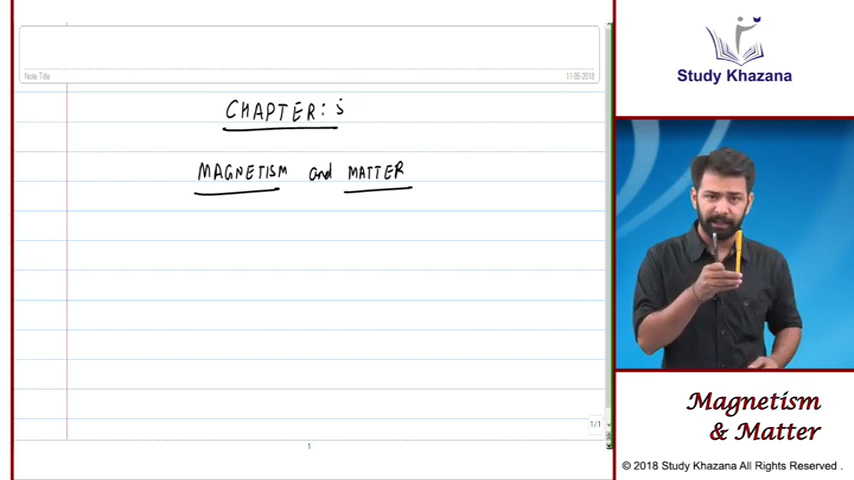 Study Khazana
Note Title
11-05-2018
CHAPTER: 5
MAGNETISM and MATTER
1/1
1
Magnetism
& Matter
© 2018 Study Khazana All Rights Reserved .